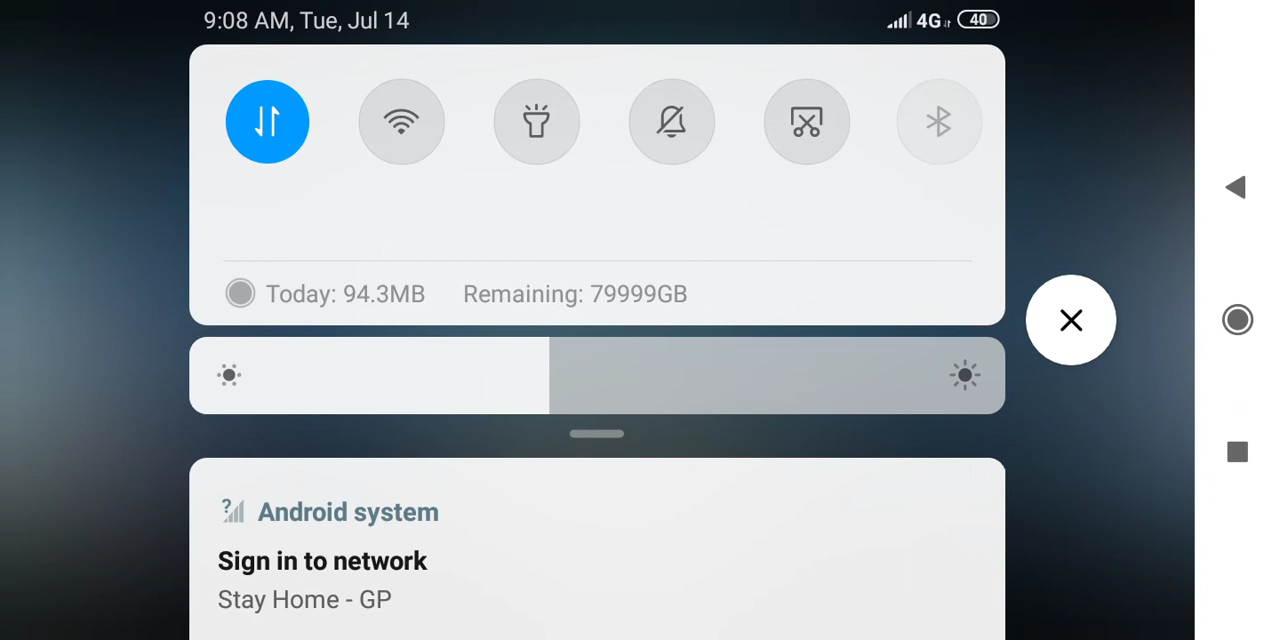 9:08 AM, Tue, Jul 14 4G 40
Today: 94.3MB Remaining: 79999GB
? Android system
Sign in to network
Stay Home - GP